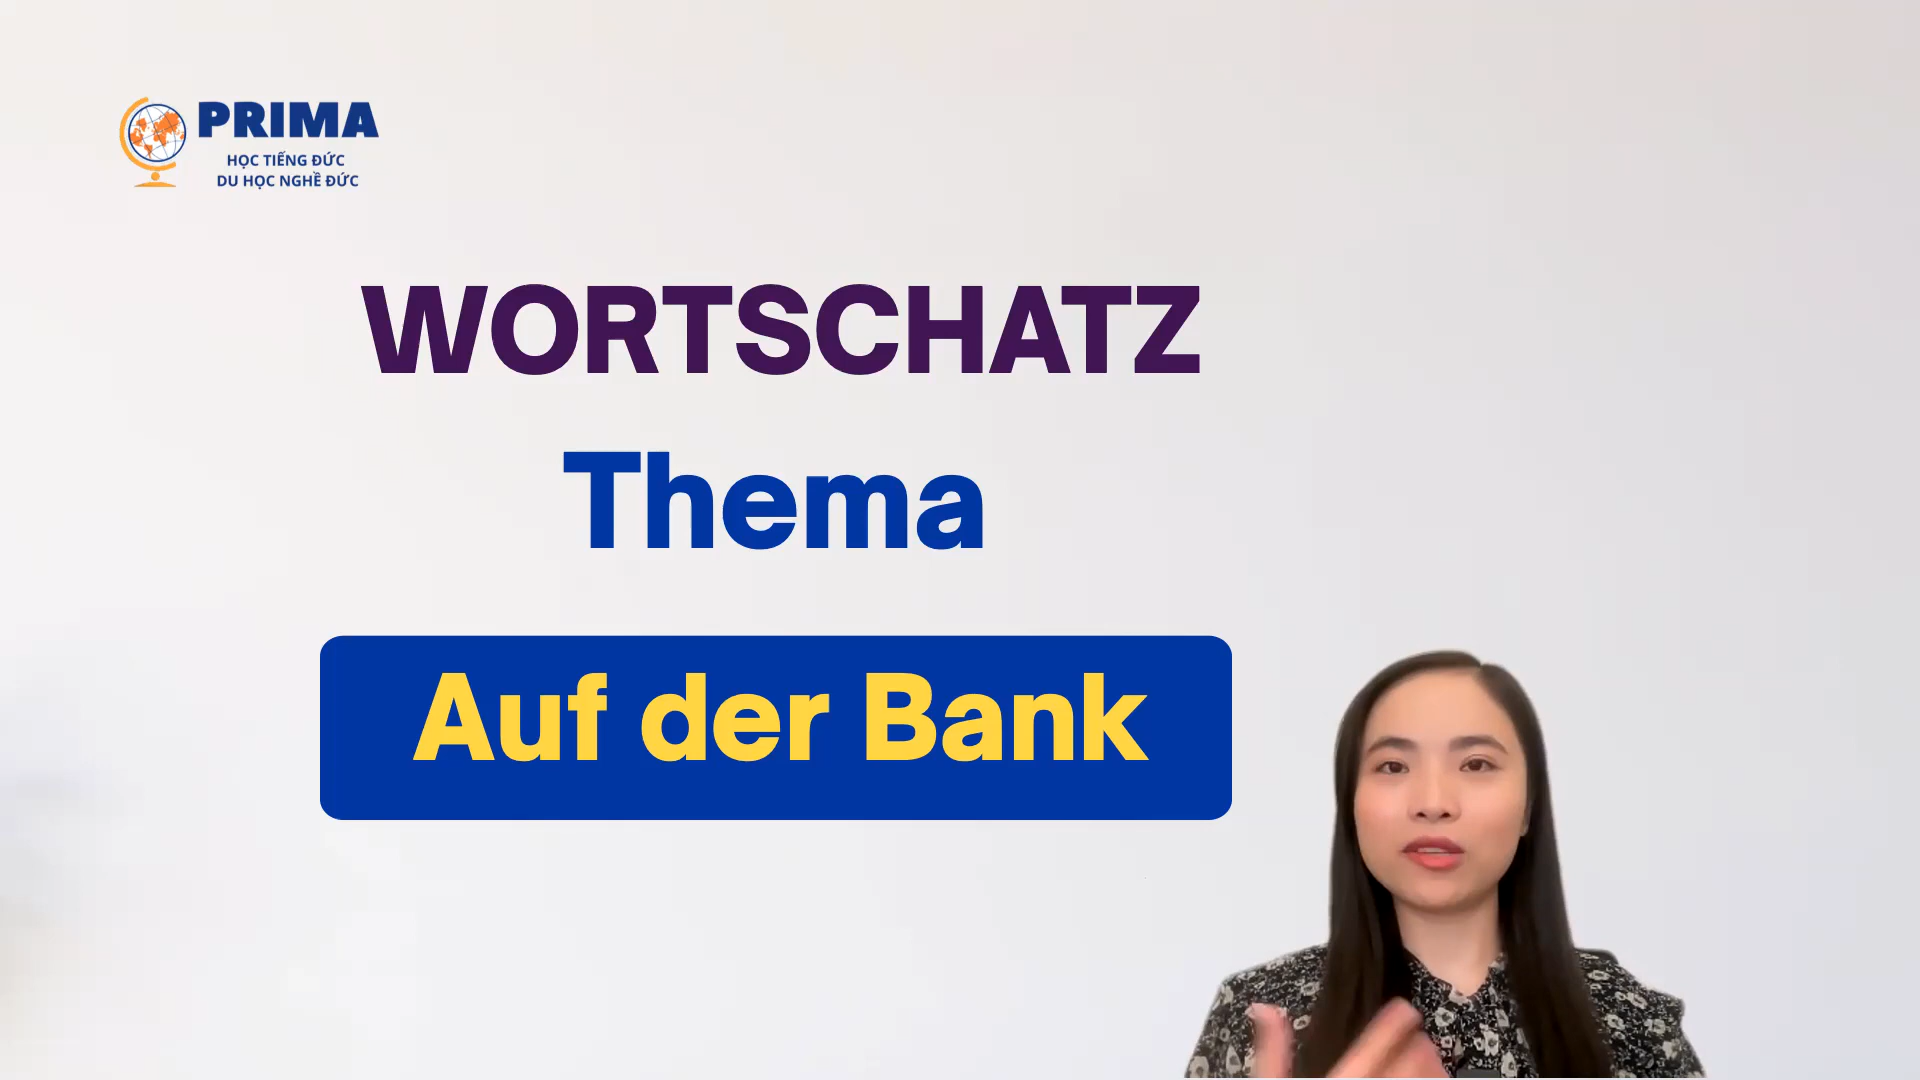 PRIMA
HỌC TIẾNG ĐỨC
DU HỌC NGHỀ ĐỨC
WORTSCHATZ
Thema
Auf der Bank